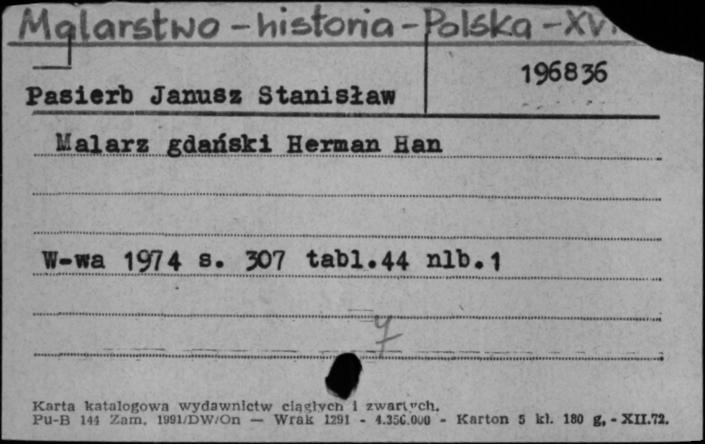 Malarstwo - historia - Polska - XV
196836
Pasierb Janusz Stanisław
Malarz gdański Herman Han
W-wa 1974 s. 307 tabl.44 nlb.1
7
Karta katalogowa wydawnictw ciągłych i zwartych.
Pu-B 144 Zam. 1991/DW/On — Wrak 1291 - 4.350.000 - Karton 5 kl. 180 g, - XII.72.